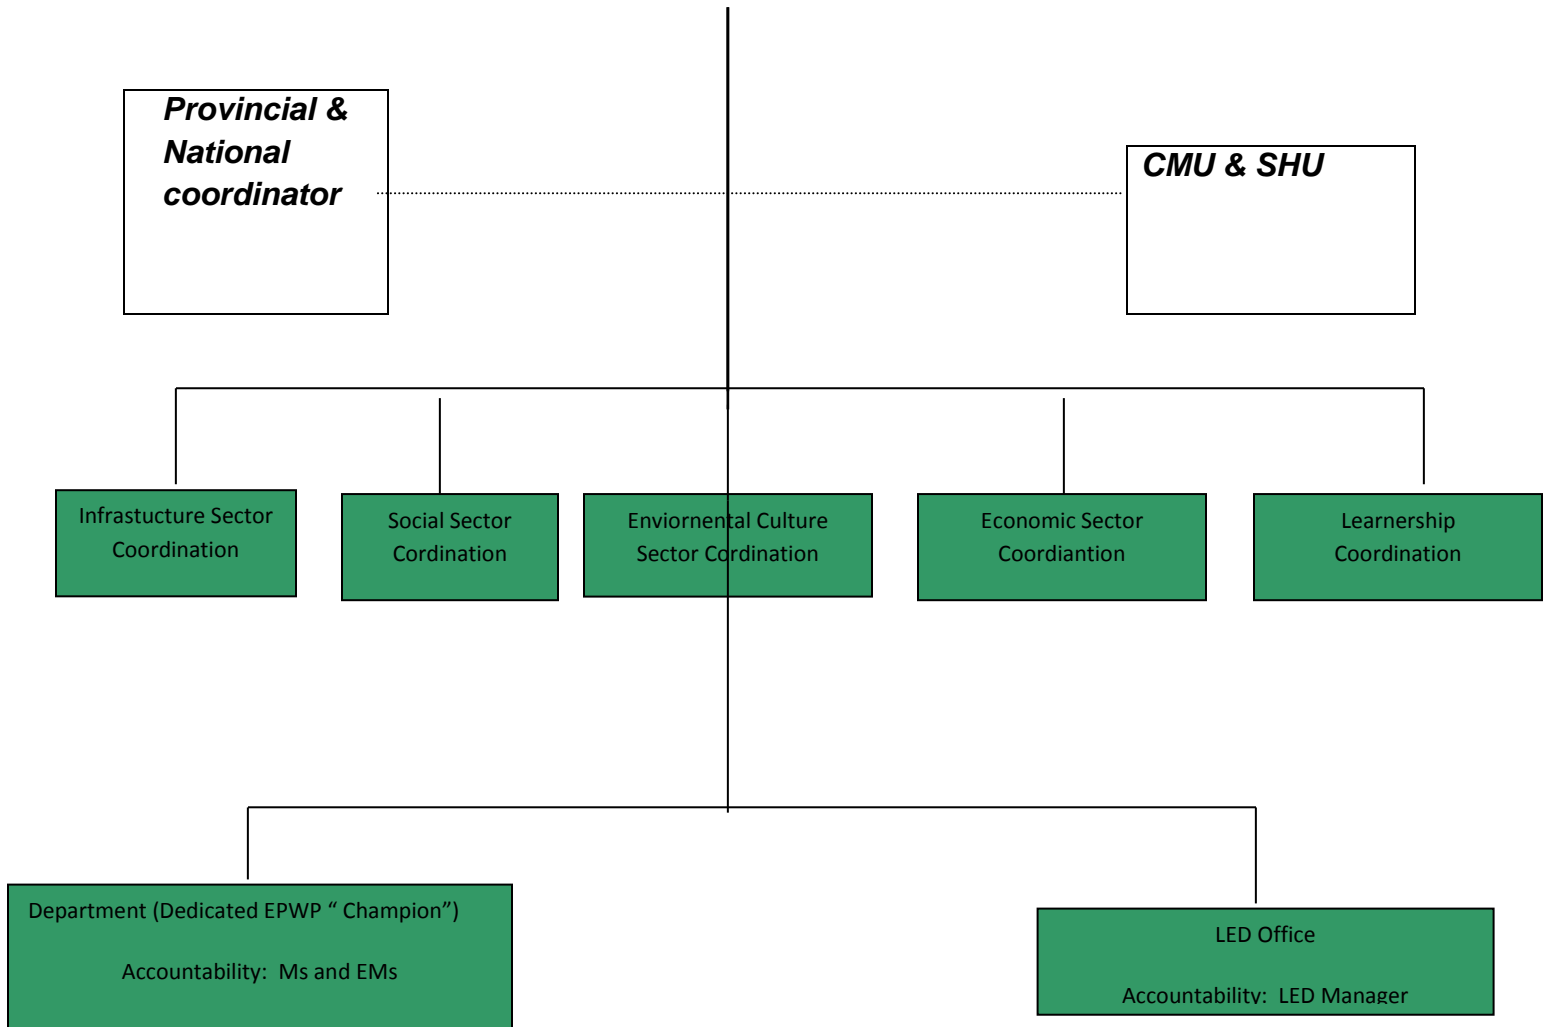 Provincial &
National
coordinator
CMU & SHU
Infrastucture Sector
Coordination
Social Sector
Cordination
Enviornental Culture
Sector Cordination
Economic Sector
Coordiantion
Learnership
Coordination
Department (Dedicated EPWP “ Champion”)
Accountability:  Ms and EMs
LED Office
Accountability:  LED Manager